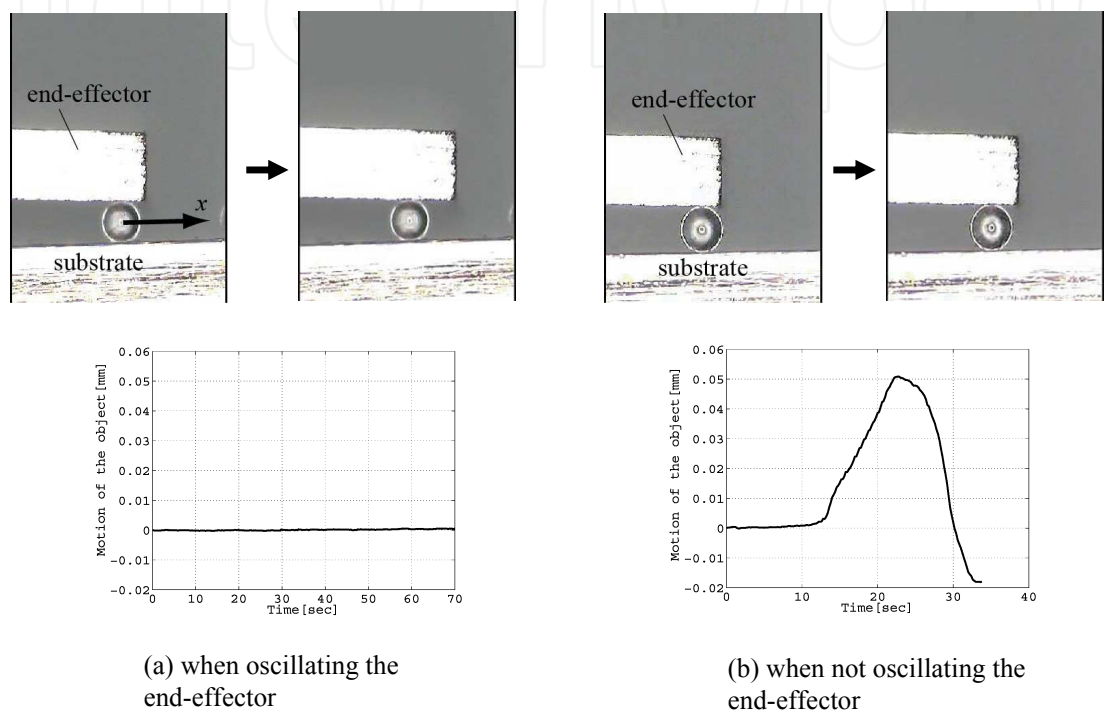 end-effector
x
substrate
end-effector
substrate
0.06
0.05
0.04
0.03
0.02
0.01
0
-0.01
-0.02
0 10 20 30 40 50 60 70
Motion of the object[mm]
Time[sec]
0.06
0.05
0.04
0.03
0.02
0.01
0
-0.01
-0.02
0 10 20 30 40
Motion of the object[mm]
Time[sec]
(a) when oscillating the
end-effector
(b) when not oscillating the
end-effector